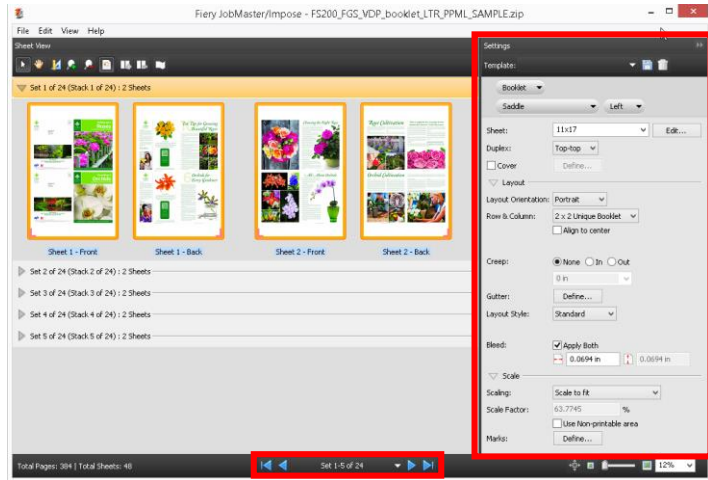 Fiery JobMaster/Impose - FS200_FGS_VDP_booklet_LTR_PPML_SAMPLE.zip
File Edit View Help
Sheet View
Settings
Template:
Set 1 of 24 (Stack 1 of 24) : 2 Sheets
Booklet
Saddle Left
Sheet: 11x17 Edit...
Duplex: Top-top
Cover Define...
Layout
Layout Orientation: Portrait
Row & Column: 2 x 2 Unique Booklet
Align to center
Sheet 1 - Front Sheet 1 - Back Sheet 2 - Front Sheet 2 - Back
Set 2 of 24 (Stack 2 of 24) : 2 Sheets
Creep: None In Out
0 in
Set 3 of 24 (Stack 3 of 24) : 2 Sheets
Gutter: Define...
Set 4 of 24 (Stack 4 of 24) : 2 Sheets
Layout Style: Standard
Set 5 of 24 (Stack 5 of 24) : 2 Sheets
Bleed: Apply Both
0.0694 in 0.0694 in
Scale
Scaling: Scale to fit
Scale Factor: 63.7745 %
Use Non-printable area
Marks: Define...
Total Pages: 384 | Total Sheets: 48
Set 1-5 of 24
12%